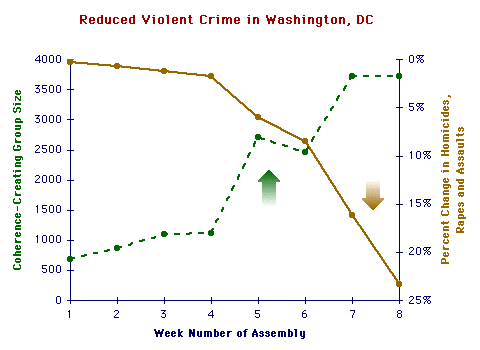 Reduced Violent Crime in Washington, DC
Coherence-Creating Group Size
4000
3500
3000
2500
2000
1500
1000
500
0
0%
5%
10%
15%
20%
25%
Percent Change in Homicides,
Rapes and Assaults
1 2 3 4 5 6 7 8
Week Number of Assembly